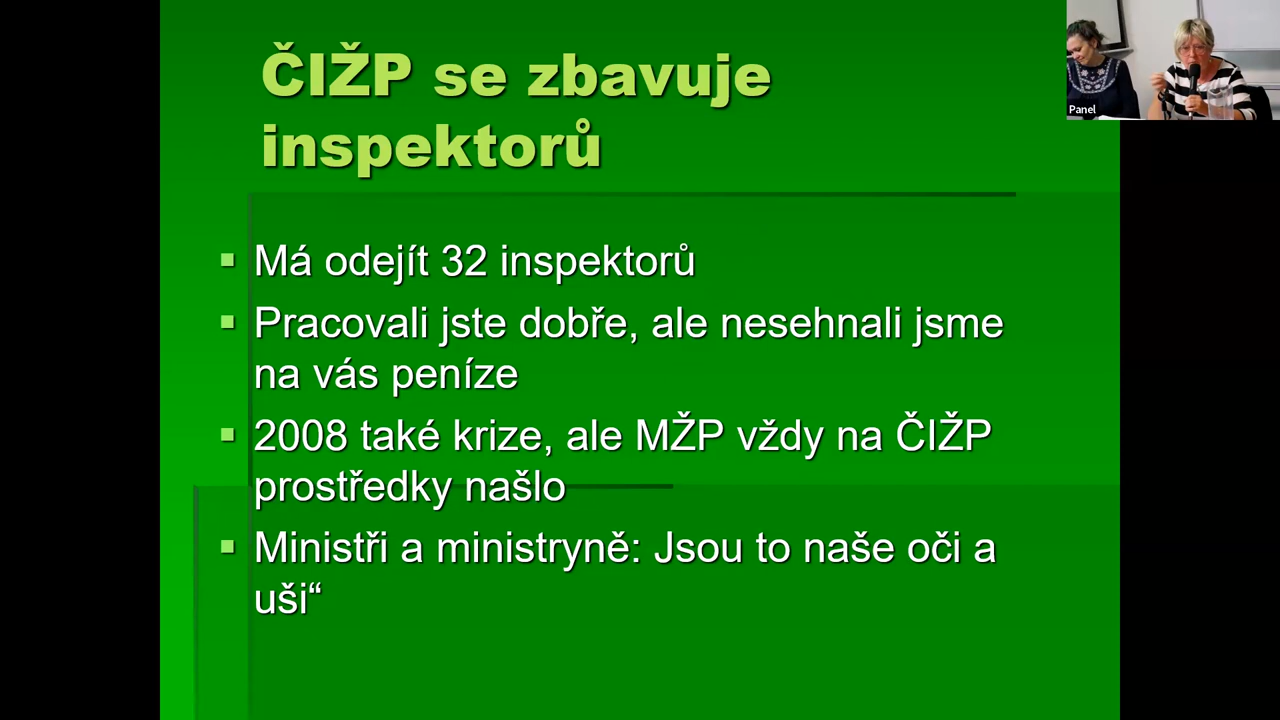 ČIŽP se zbavuje
inspektorů
Má odejít 32 inspektorů
Pracovali jste dobře, ale nesehnali jsme
na vás peníze
2008 také krize, ale MŽP vždy na ČIŽP
prostředky našlo
Ministři a ministryně: Jsou to naše oči a
uši“
Panel